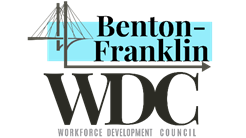 Benton-
Franklin
WDC
WORKFORCE DEVELOPMENT COUNCIL